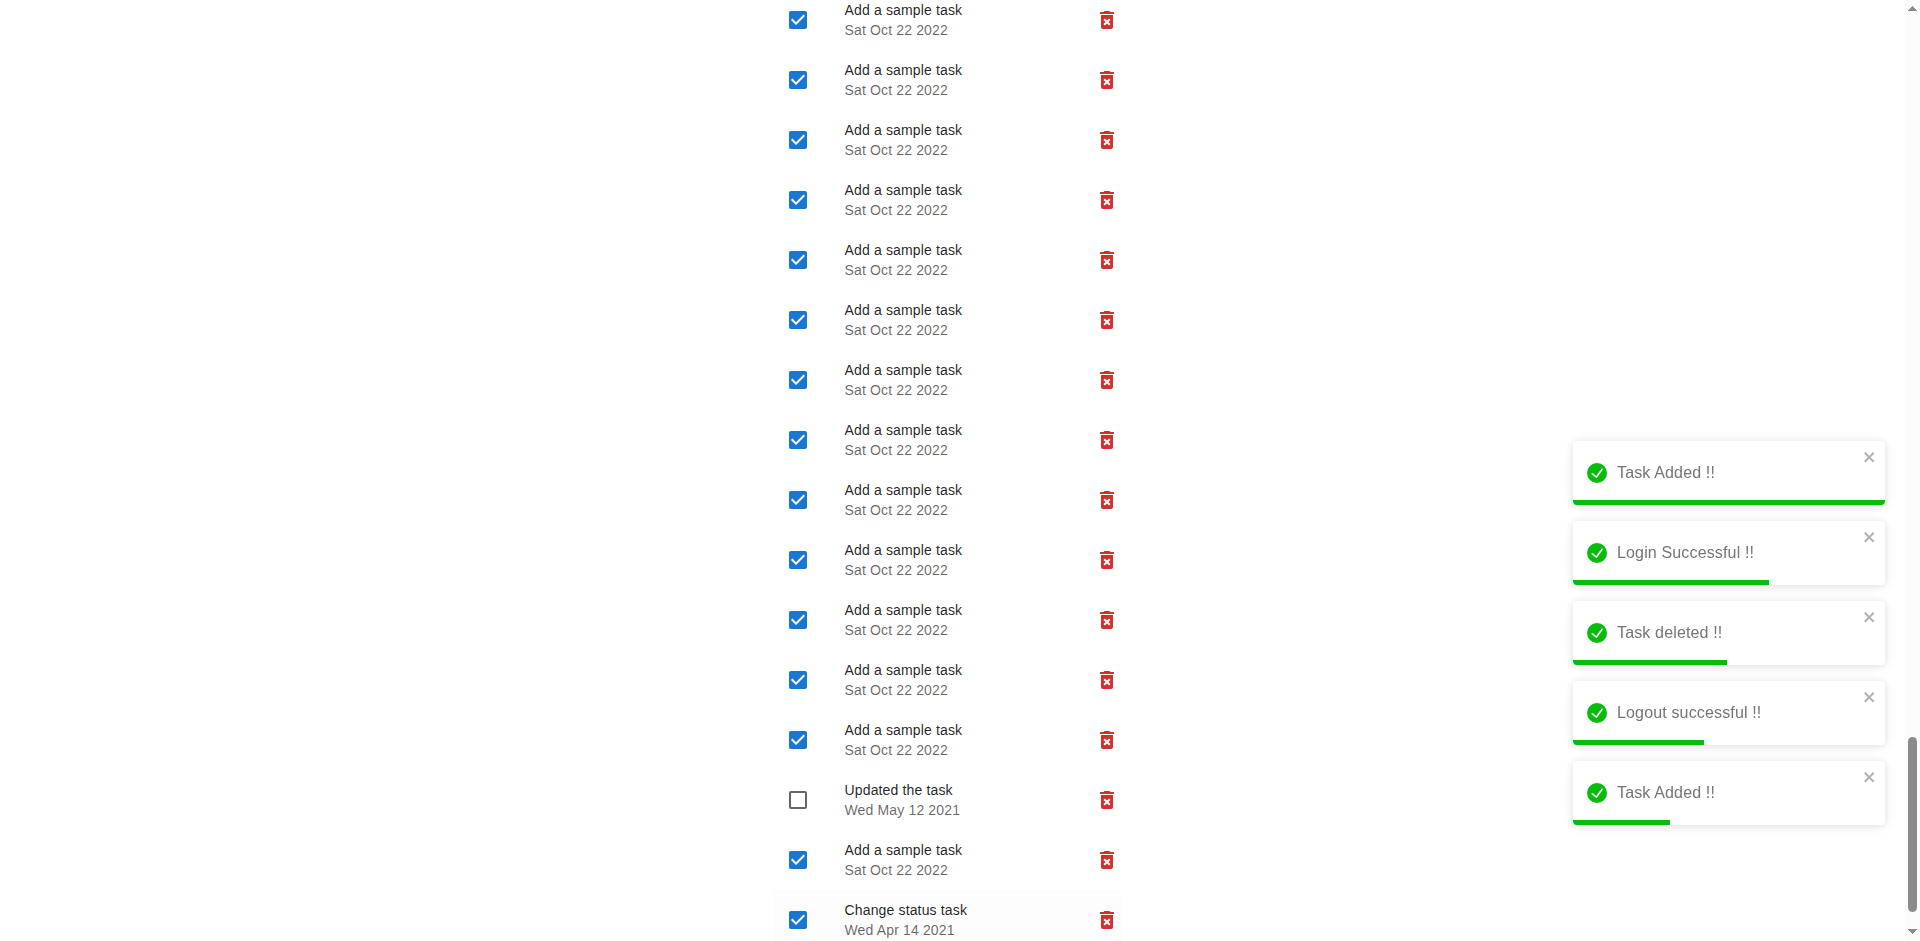 Add a sample task
Sat Oct 22 2022
Add a sample task
Sat Oct 22 2022
Add a sample task
Sat Oct 22 2022
Add a sample task
Sat Oct 22 2022
Add a sample task
Sat Oct 22 2022
Add a sample task
Sat Oct 22 2022
Add a sample task
Sat Oct 22 2022
Add a sample task
Sat Oct 22 2022
Add a sample task
Sat Oct 22 2022
Add a sample task
Sat Oct 22 2022
Add a sample task
Sat Oct 22 2022
Add a sample task
Sat Oct 22 2022
Add a sample task
Sat Oct 22 2022
Updated the task
Wed May 12 2021
Add a sample task
Sat Oct 22 2022
Change status task
Wed Apr 14 2021
Task Added !!
Login Successful !!
Task deleted !!
Logout successful !!
Task Added !!